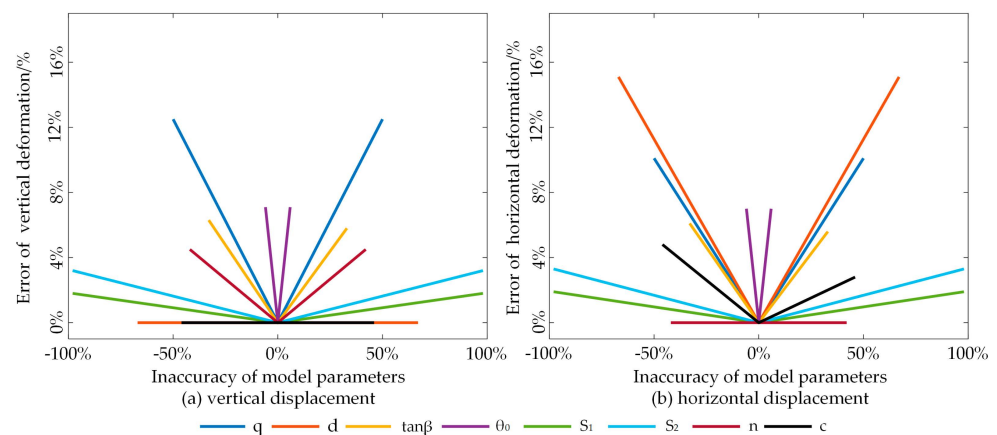 Error of vertical deformation/%
16%
12%
8%
4%
0%
-100% -50% 0% 50% 100%
Inaccuracy of model parameters
(a) vertical displacement
Error of horizontal deformation/%
16%
12%
8%
4%
0%
-100% -50% 0% 50% 100%
Inaccuracy of model parameters
(b) horizontal displacement
q d tanβ θ₀ S₁ S₂ n c